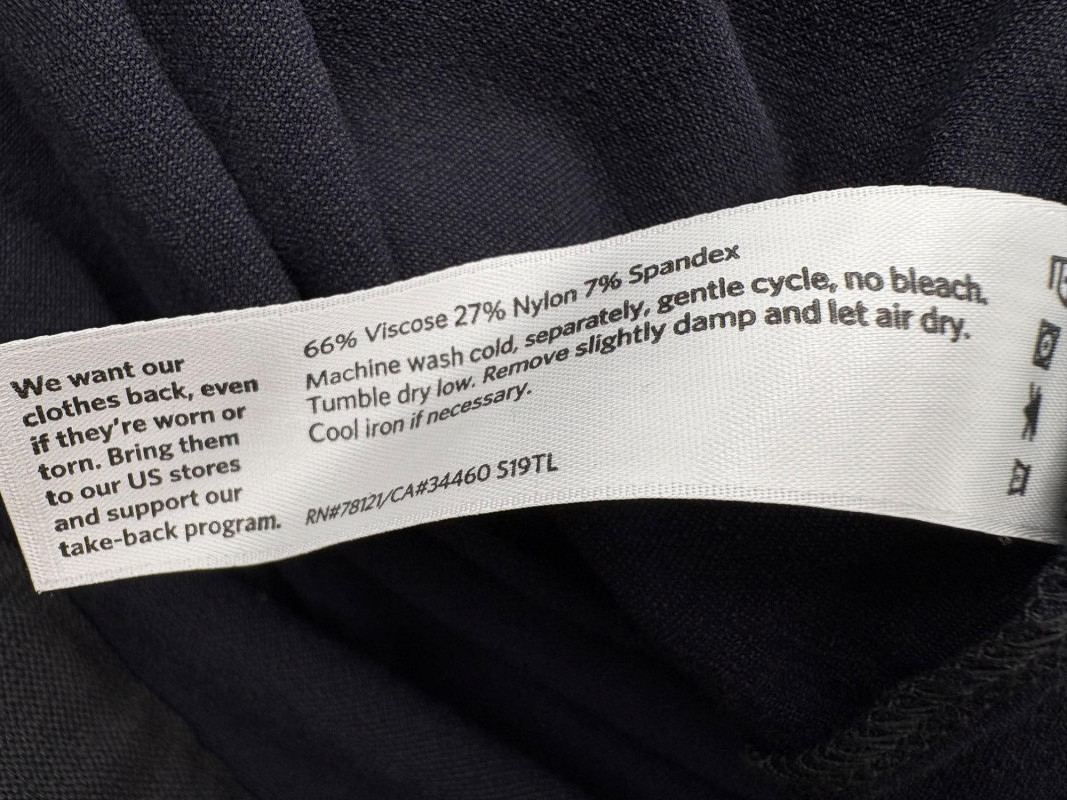 We want our
clothes back, even
if they're worn or
torn. Bring them
to our US stores
and support our
take-back program.
66% Viscose 27% Nylon 7% Spandex
Machine wash cold, separately, gentle cycle, no bleach.
Tumble dry low. Remove slightly damp and let air dry.
Cool iron if necessary.
RN#78121/CA#34460 S19TL